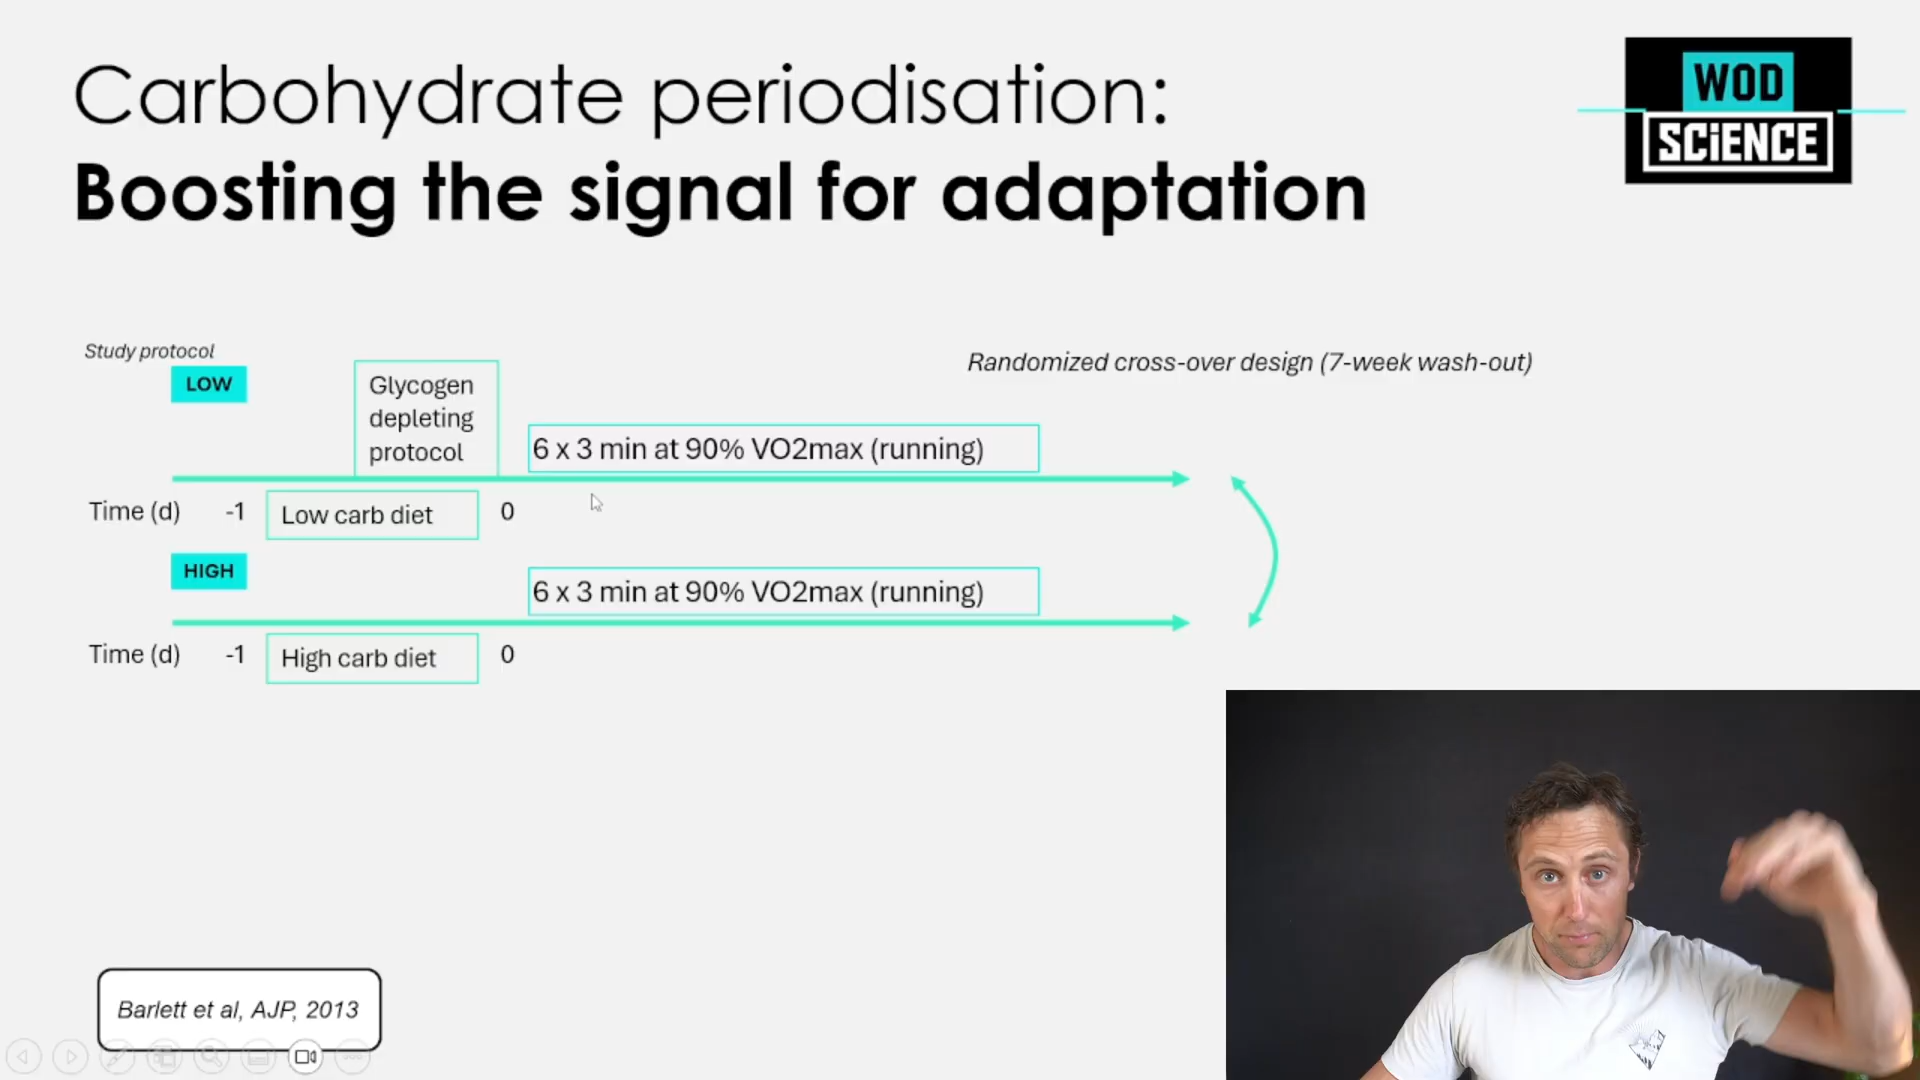 Carbohydrate periodisation:
Boosting the signal for adaptation
WOD
SCiENCE
Study protocol
LOW
Glycogen
depleting
protocol
6 x 3 min at 90% VO2max (running)
Randomized cross-over design (7-week wash-out)
Time (d) -1 Low carb diet 0
HIGH
6 x 3 min at 90% VO2max (running)
Time (d) -1 High carb diet 0
Barlett et al, AJP, 2013